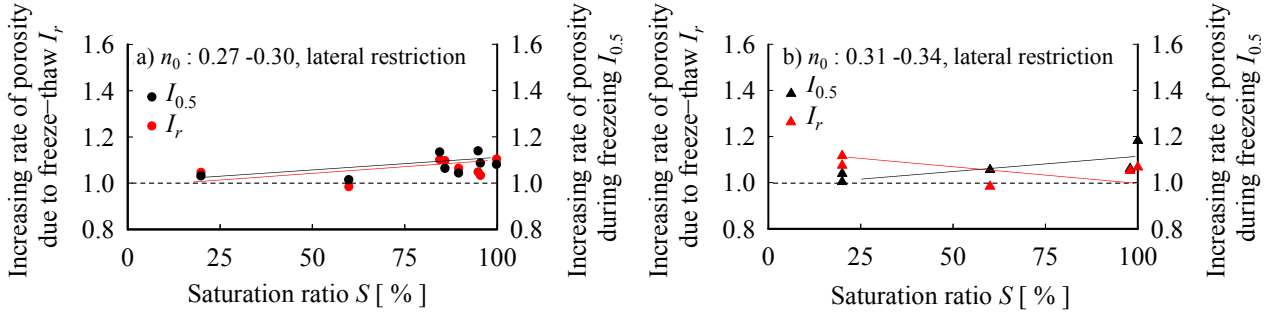 Increasing rate of porosity
due to freeze−thaw Ir
1.6
1.4
1.2
1.0
0.8
a) n0 : 0.27 -0.30, lateral restriction
I0.5
Ir
0
25
50
75
100
Saturation ratio S [ % ]
1.6
1.4
1.2
1.0
0.8
Increasing rate of porosity
during freezeing I0.5
Increasing rate of porosity
due to freeze−thaw Ir
1.6
1.4
1.2
1.0
0.8
b) n0 : 0.31 -0.34, lateral restriction
I0.5
Ir
0
25
50
75
100
Saturation ratio S [ % ]
1.6
1.4
1.2
1.0
0.8
Increasing rate of porosity
during freezeing I0.5